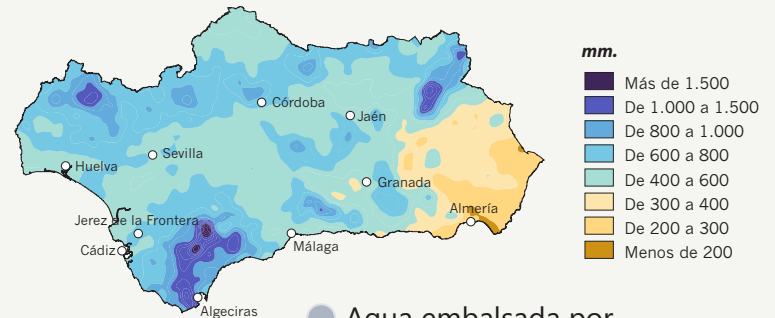 mm.
Más de 1.500
De 1.000 a 1.500
De 800 a 1.000
De 600 a 800
De 400 a 600
De 300 a 400
De 200 a 300
Menos de 200
Córdoba
Jaén
Sevilla
Huelva
Granada
Almería
Jerez de la Frontera
Cádiz
Málaga
Algeciras
Agua embalsada por